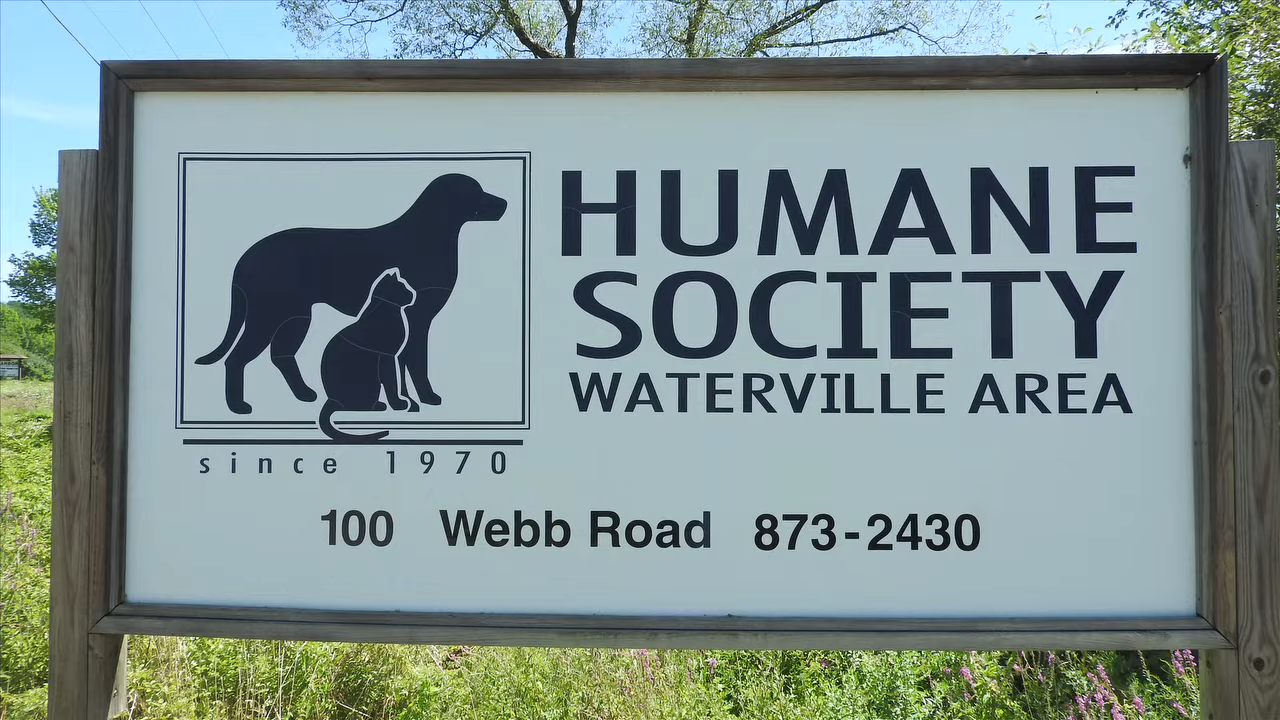 HUMANE
SOCIETY
WATERVILLE AREA
since 1970
100 Webb Road 873-2430